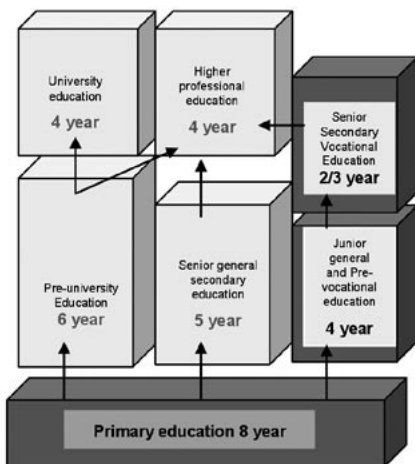 University
education
4 year
Higher
professional
education
4 year
Senior
Secondary
Vocational
Education
2/3 year
Pre-university
Education
6 year
Senior general
secondary
education
5 year
Junior
general
and Pre-
vocational
education
4 year
Primary education 8 year